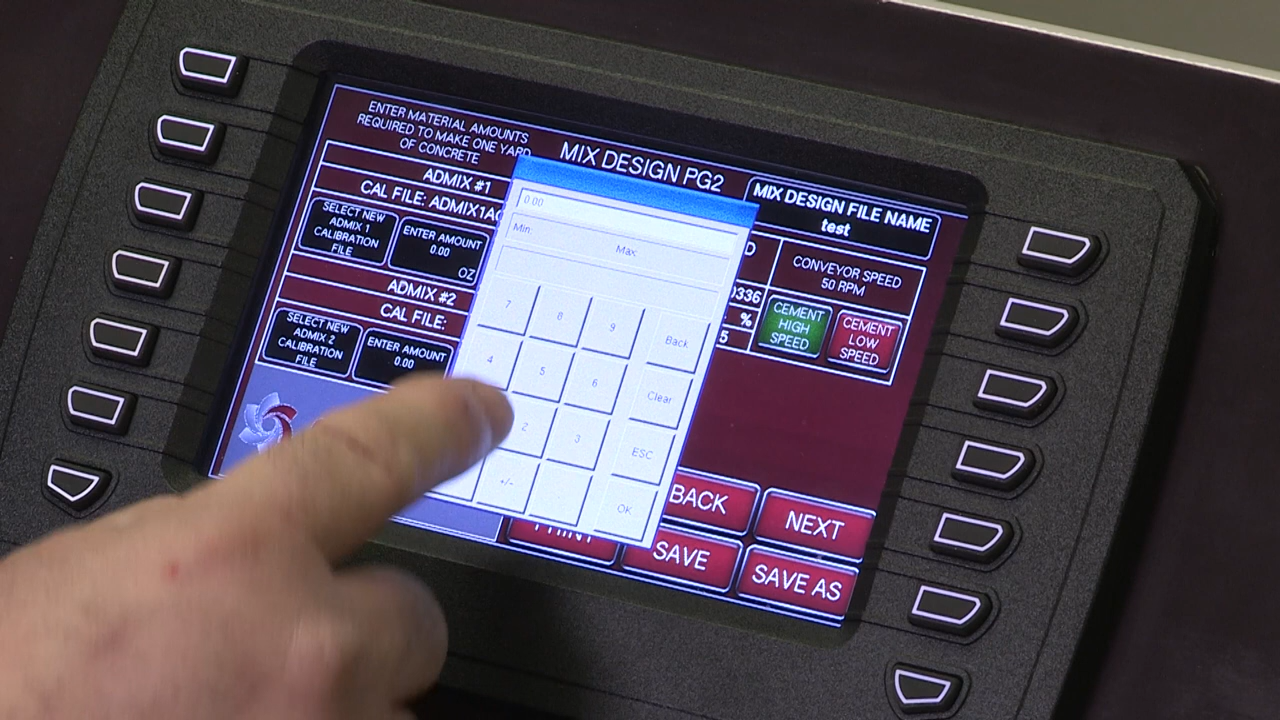 ENTER MATERIAL AMOUNTS
REQUIRED TO MAKE ONE YARD
OF CONCRETE
MIX DESIGN PG2
MIX DESIGN FILE NAME
test
ADMIX #1
CAL FILE:
SELECT NEW
ADMIX 1
CALIBRATION
FILE
ENTER AMOUNT
0.00
OZ
ADMIX #2
CAL FILE:
SELECT NEW
ADMIX 2
CALIBRATION
FILE
ENTER AMOUNT
0.00
0.00
Min:
Max:
7 8 9 Back
4 5 6 Clear
2 3 ESC
+/- OK
%
CONVEYOR SPEED
50 RPM
CEMENT
HIGH
SPEED
CEMENT
LOW
SPEED
BACK
NEXT
PRINT
SAVE
SAVE AS